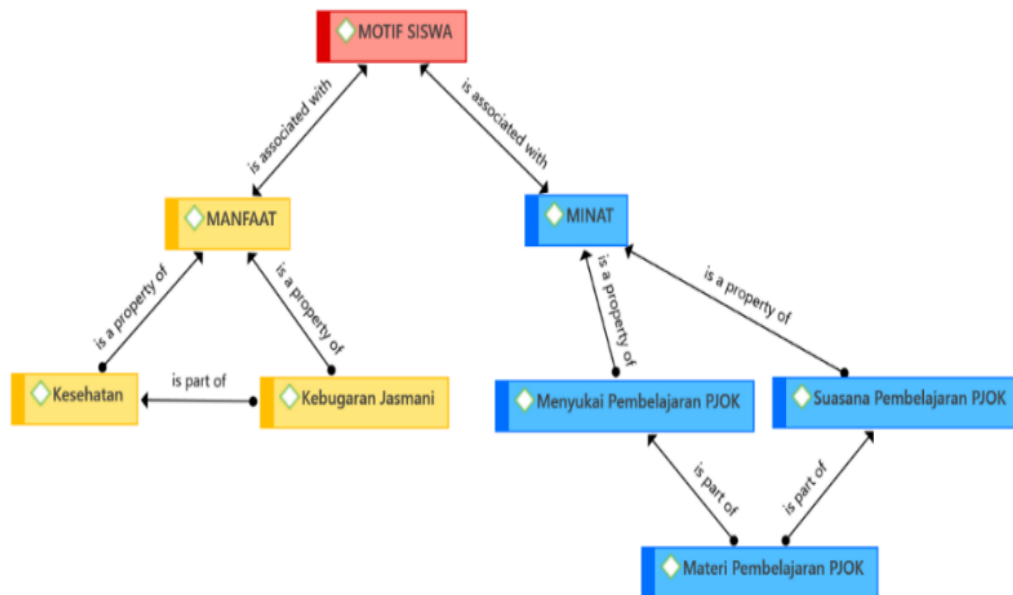 MOTIF SISWA
is associated with
is associated with
MANFAAT
MINAT
is a property of
is a property of
is a property of
is a property of
Kesehatan
is part of
Kebugaran Jasmani
Menyukai Pembelajaran PJOK
Suasana Pembelajaran PJOK
is part of
is part of
Materi Pembelajaran PJOK